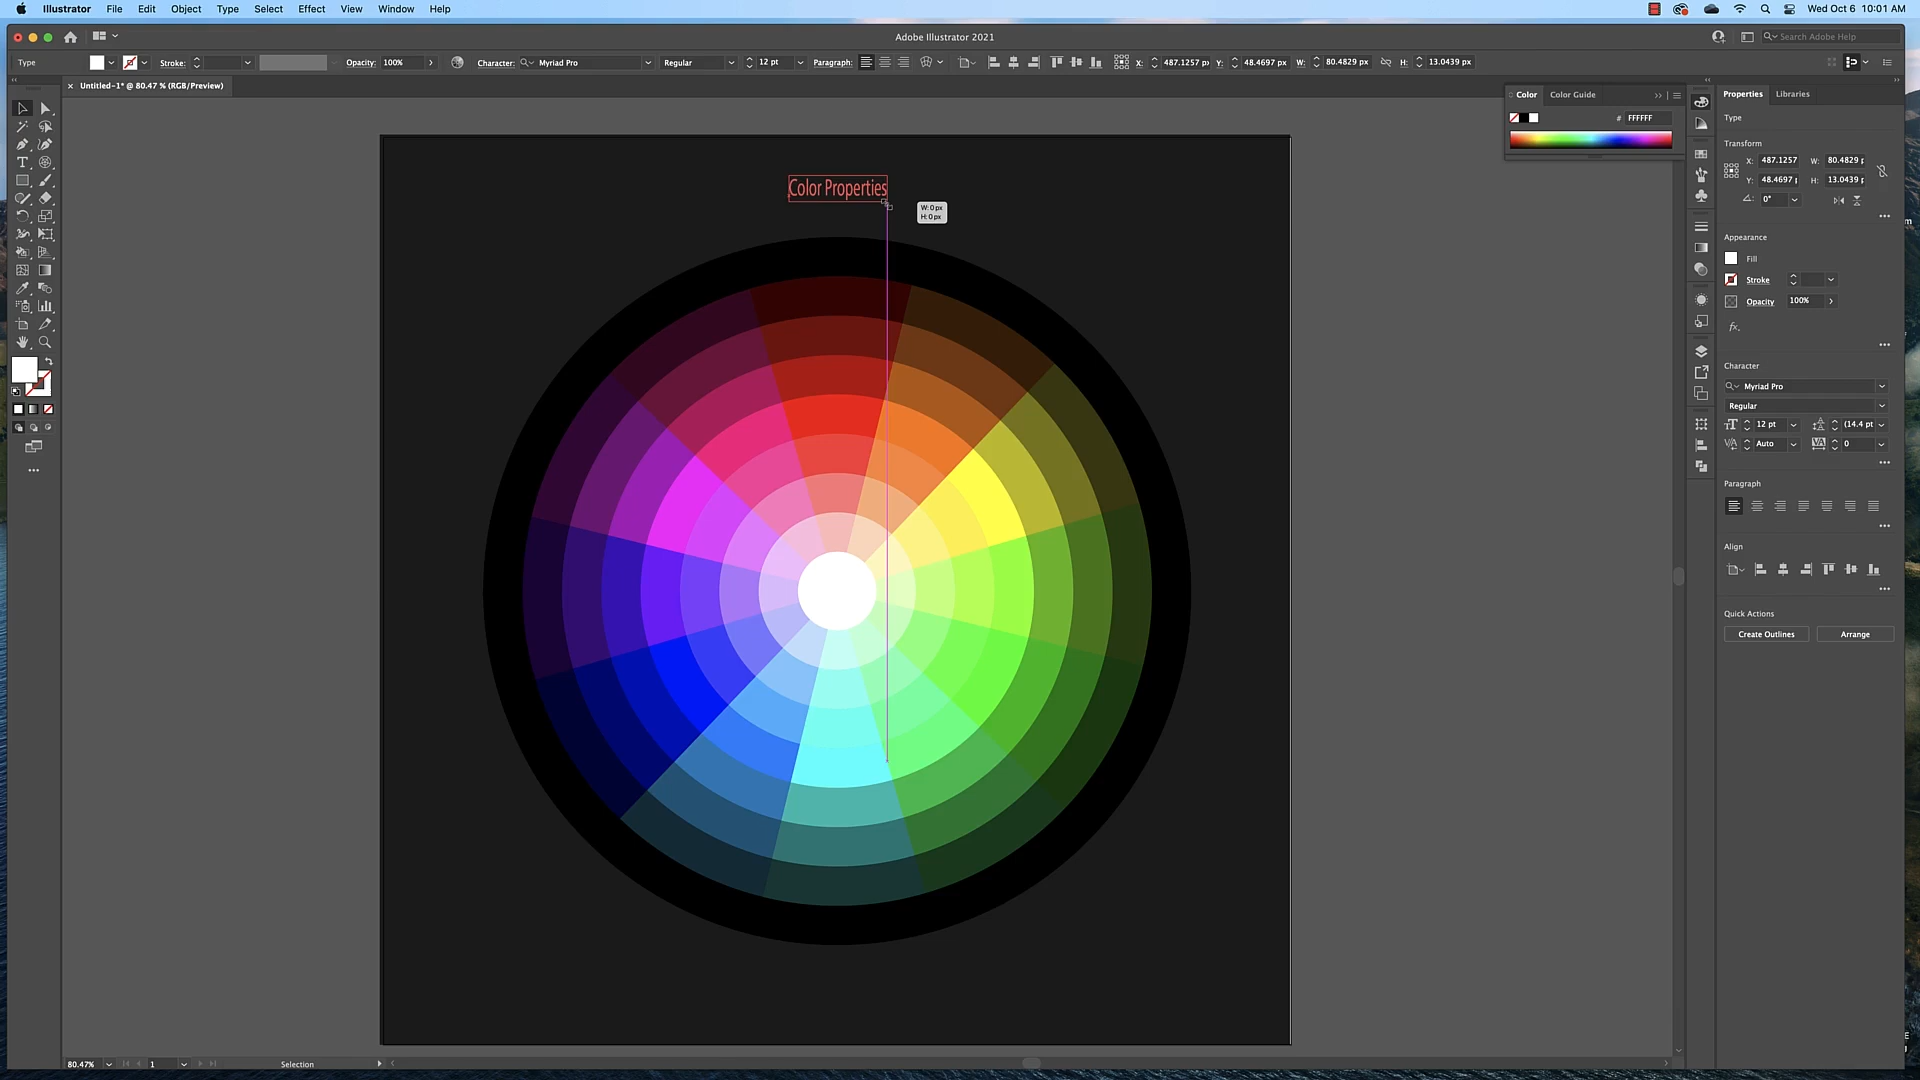 Illustrator File Edit Object Type Select Effect View Window Help
Wed Oct 6 10:01 AM
Adobe Illustrator 2021
Search Adobe Help
Type Stroke: Opacity: 100% Character: Myriad Pro Regular 12 pt Paragraph: X: 487.1257 Y: 48.4697 px W: 80.4829 px H: 13.0439 px
× Untitled-1* @ 80.47 % (RGB/Preview)
Color Color Guide
# FFFFFF
Properties Libraries
Type
Transform
X: 487.1257 W: 80.4829
Y: 48.4697 H: 13.0439
0°
Appearance
Fill
Stroke
Opacity 100%
fx.
Character
Myriad Pro
Regular
12 pt (14.4 pt
Auto 0
Paragraph
Align
Quick Actions
Create Outlines Arrange
Color Properties
W: 0 px
H: 0 px
80.47% 1 Selection